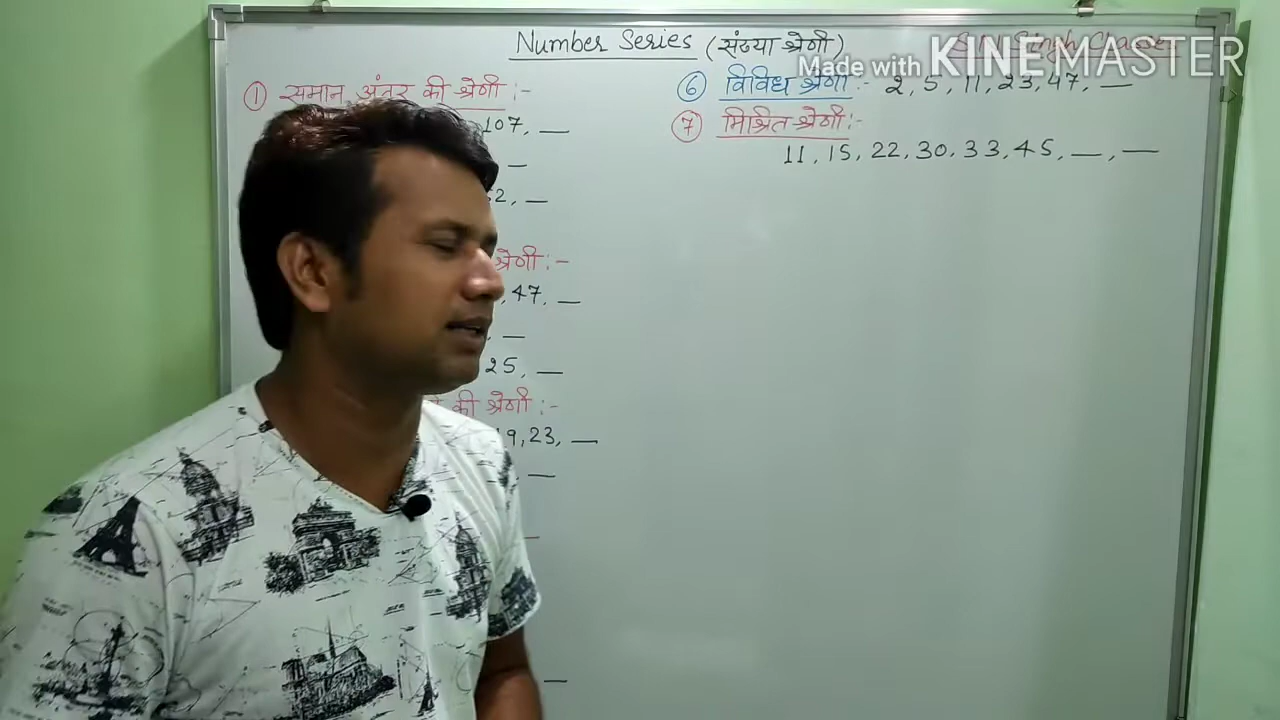 Number Series (संख्या श्रेणी)
Made with KINEMASTER
① समान अंतर की श्रेणी :-
107, __
__
2, __
श्रेणी :-
, 47, __
, __
25, __
की श्रेणी :-
19, 23, __
, __
__
⑥ विविध श्रेणी :- 2, 5, 11, 23, 47, __
⑦ मिश्रित श्रेणी :-
11, 15, 22, 30, 33, 45, __, __